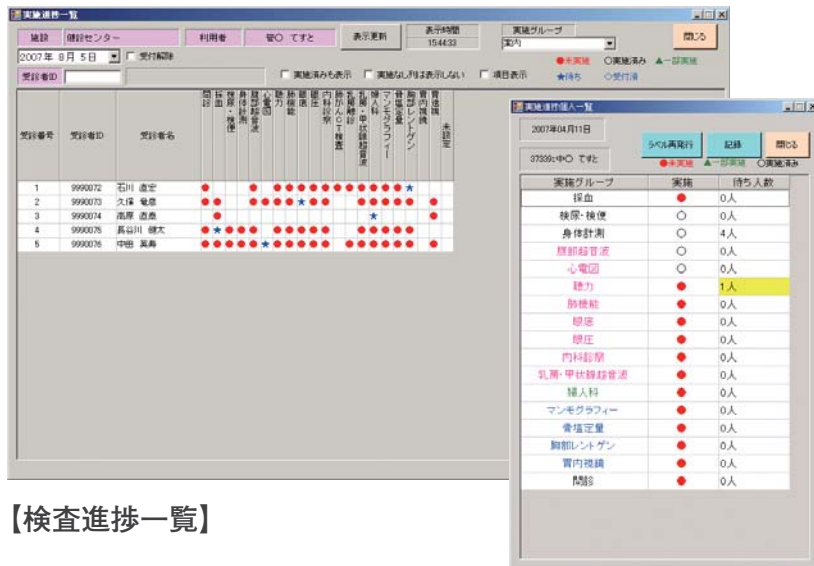 実施進捗一覧
施設 健診センター 利用者 管○ てすと 表示更新 表示時間 15:44:33 実施グループ 案内 閉じる
2007年 8月 5日 受付解除
●未実施 ○実施済み ▲一部実施
受診者ID 実施済みも表示 実施なし列は表示しない 項目表示 ★待ち ◇受付済
受診番号 受診者ID 受診者名 問診 採血 検尿・検便 身体計測 腹部超音波 心電図 聴力 肺機能 眼底 眼圧 内科診察 肺がんCT検査 乳房触診 乳房・甲状腺超音波 婦人科 マンモグラフィー 骨塩定量 胸部レントゲン 胃内視鏡 胃透視 未設定
1 9990072 石川 直宏
2 9990073 久保 竜彦
3 9990074 高原 直泰
4 9990075 長谷川 健太
5 9990076 中田 英寿
実施進捗個人一覧
2007年04月11日
ラベル再発行 記録 閉じる
37339:中○ てすと
●未実施 ▲一部実施 ○実施済み
実施グループ 実施 待ち人数
採血 ● 0人
検尿・検便 ○ 0人
身体計測 ○ 4人
腹部超音波 ○ 0人
心電図 ○ 0人
聴力 ● 1人
肺機能 ● 0人
眼底 ● 0人
眼圧 ● 0人
内科診察 ● 0人
乳房・甲状腺超音波 ● 0人
婦人科 ● 0人
マンモグラフィー ● 0人
骨塩定量 ● 0人
胸部レントゲン ● 0人
胃内視鏡 ● 0人
問診 ● 0人
【検査進捗一覧】